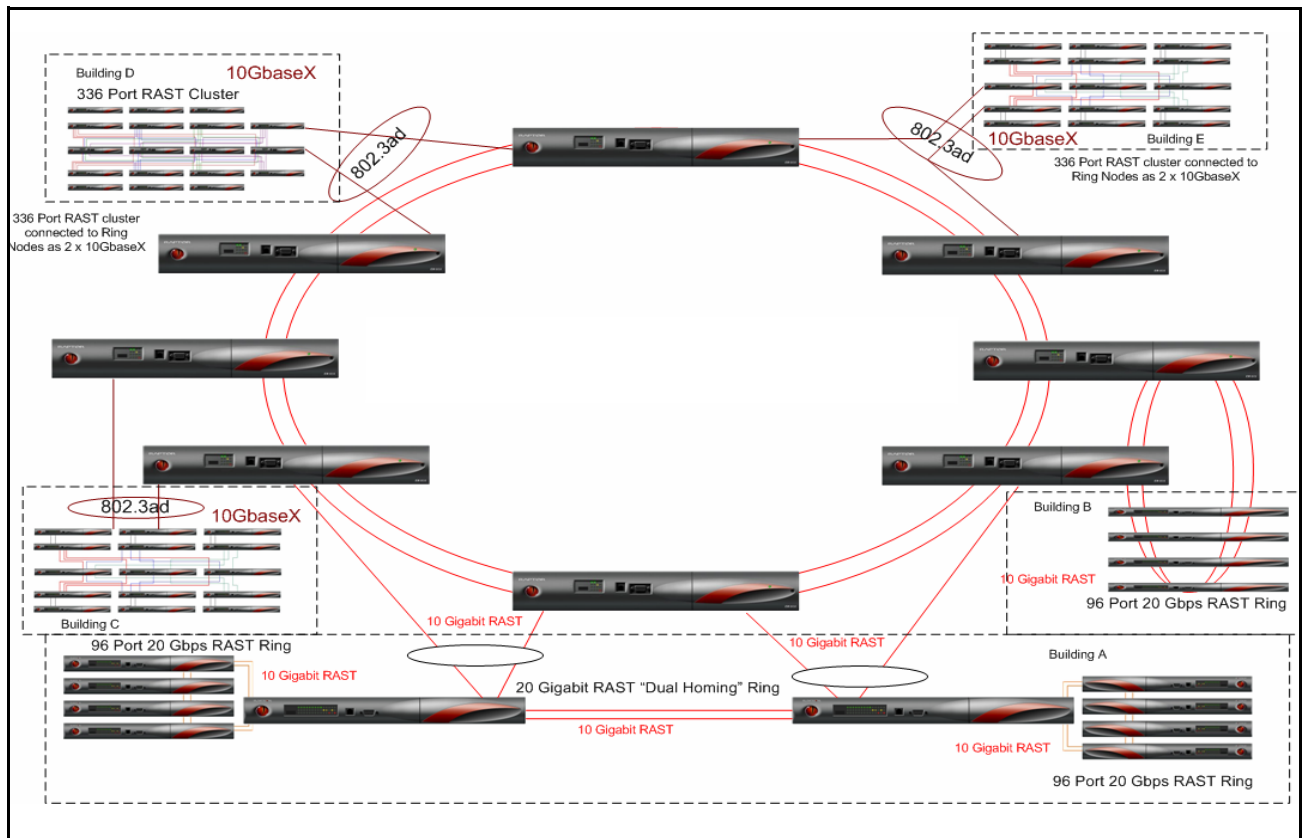 Building D
10GbaseX
336 Port RAST Cluster
802.3ad
336 Port RAST cluster
connected to Ring
Nodes as 2 x 10GbaseX
802.3ad
10GbaseX
Building E
336 Port RAST cluster connected to
Ring Nodes as 2 x 10GbaseX
802.3ad
10GbaseX
Building C
Building B
10 Gigabit RAST
96 Port 20 Gbps RAST Ring
10 Gigabit RAST
10 Gigabit RAST
96 Port 20 Gbps RAST Ring
10 Gigabit RAST
Building A
20 Gigabit RAST “Dual Homing” Ring
10 Gigabit RAST
10 Gigabit RAST
96 Port 20 Gbps RAST Ring